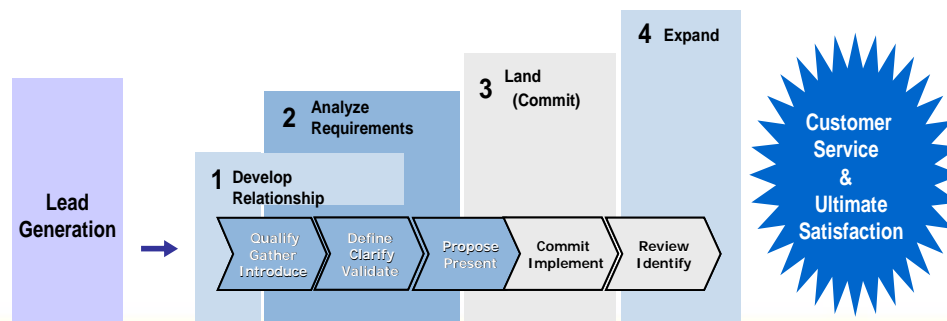 Lead
Generation
1 Develop
Relationship
2 Analyze
Requirements
3 Land
(Commit)
4 Expand
Qualify
Gather
Introduce
Define
Clarify
Validate
Propose
Present
Commit
Implement
Review
Identify
Customer
Service
&
Ultimate
Satisfaction